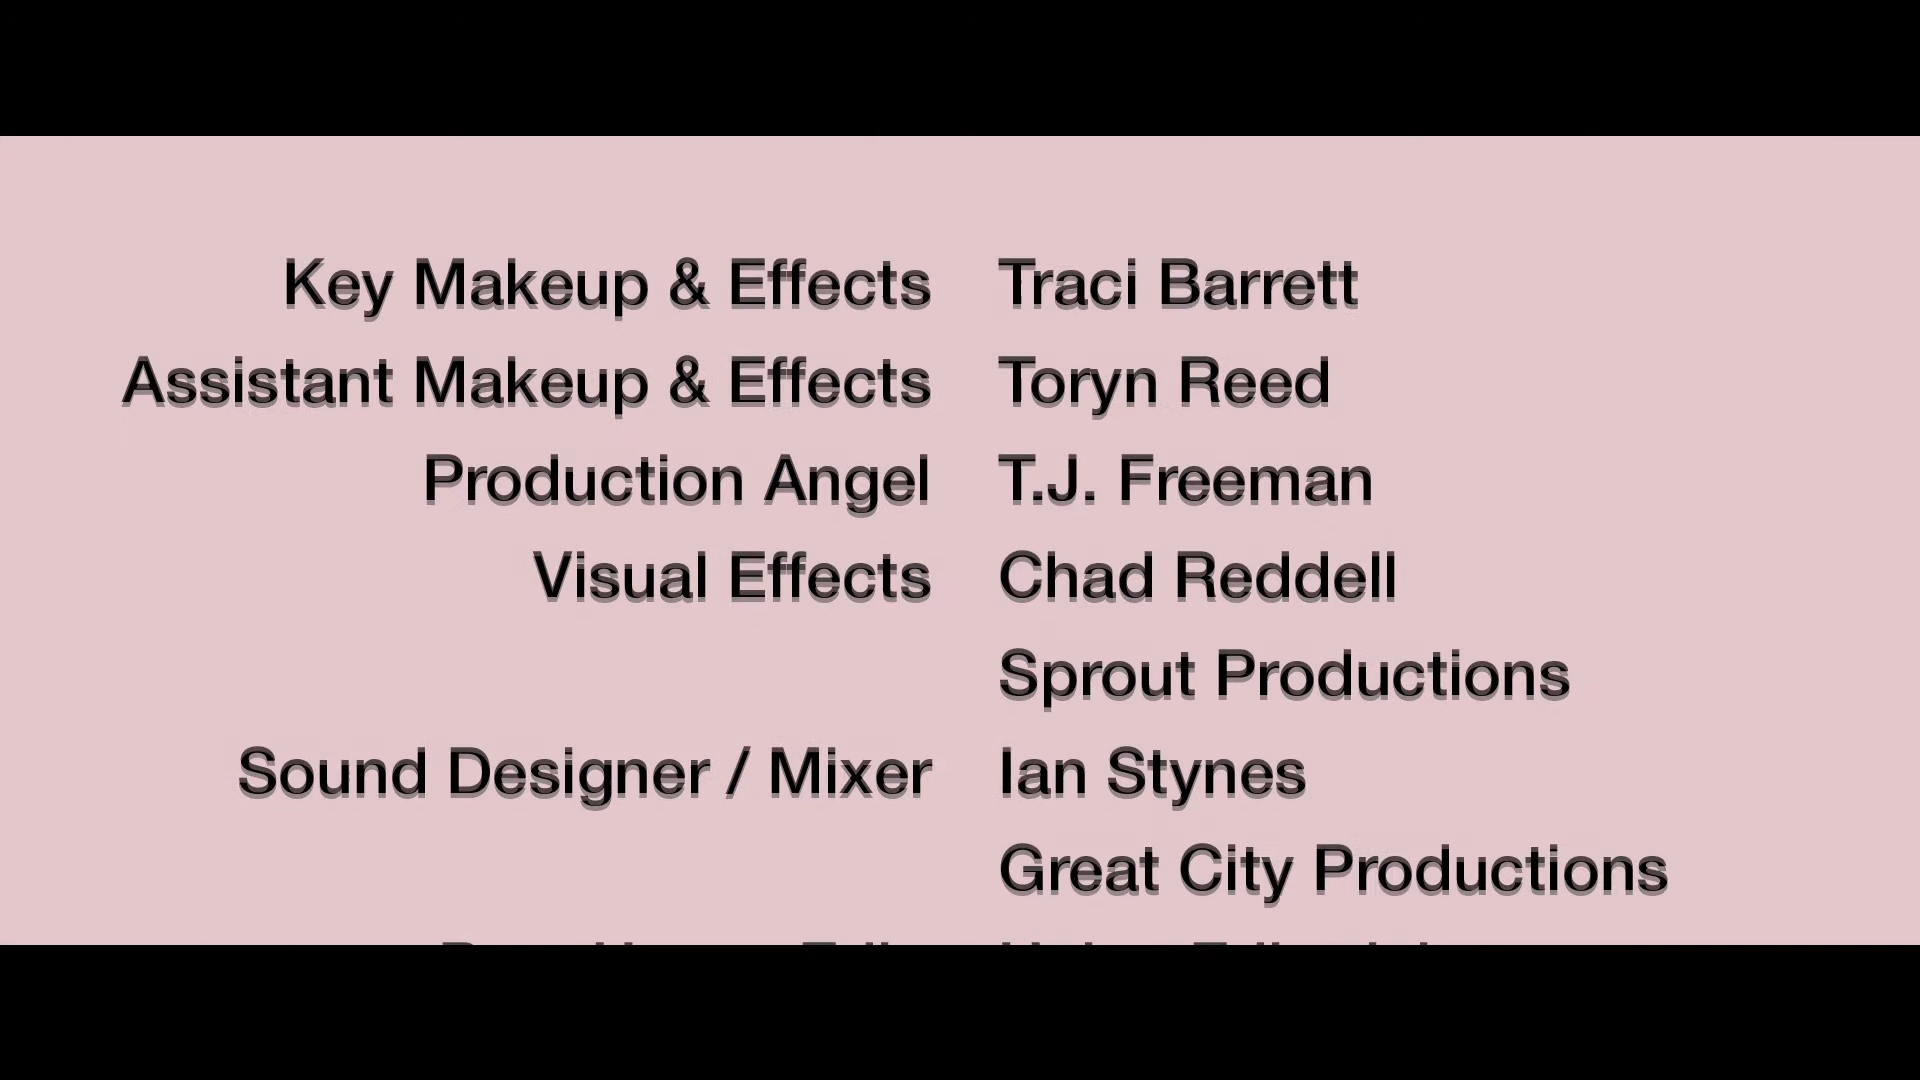 Key Makeup & Effects Traci Barrett
Assistant Makeup & Effects Toryn Reed
Production Angel T.J. Freeman
Visual Effects Chad Reddell
Sprout Productions
Sound Designer / Mixer Ian Stynes
Great City Productions